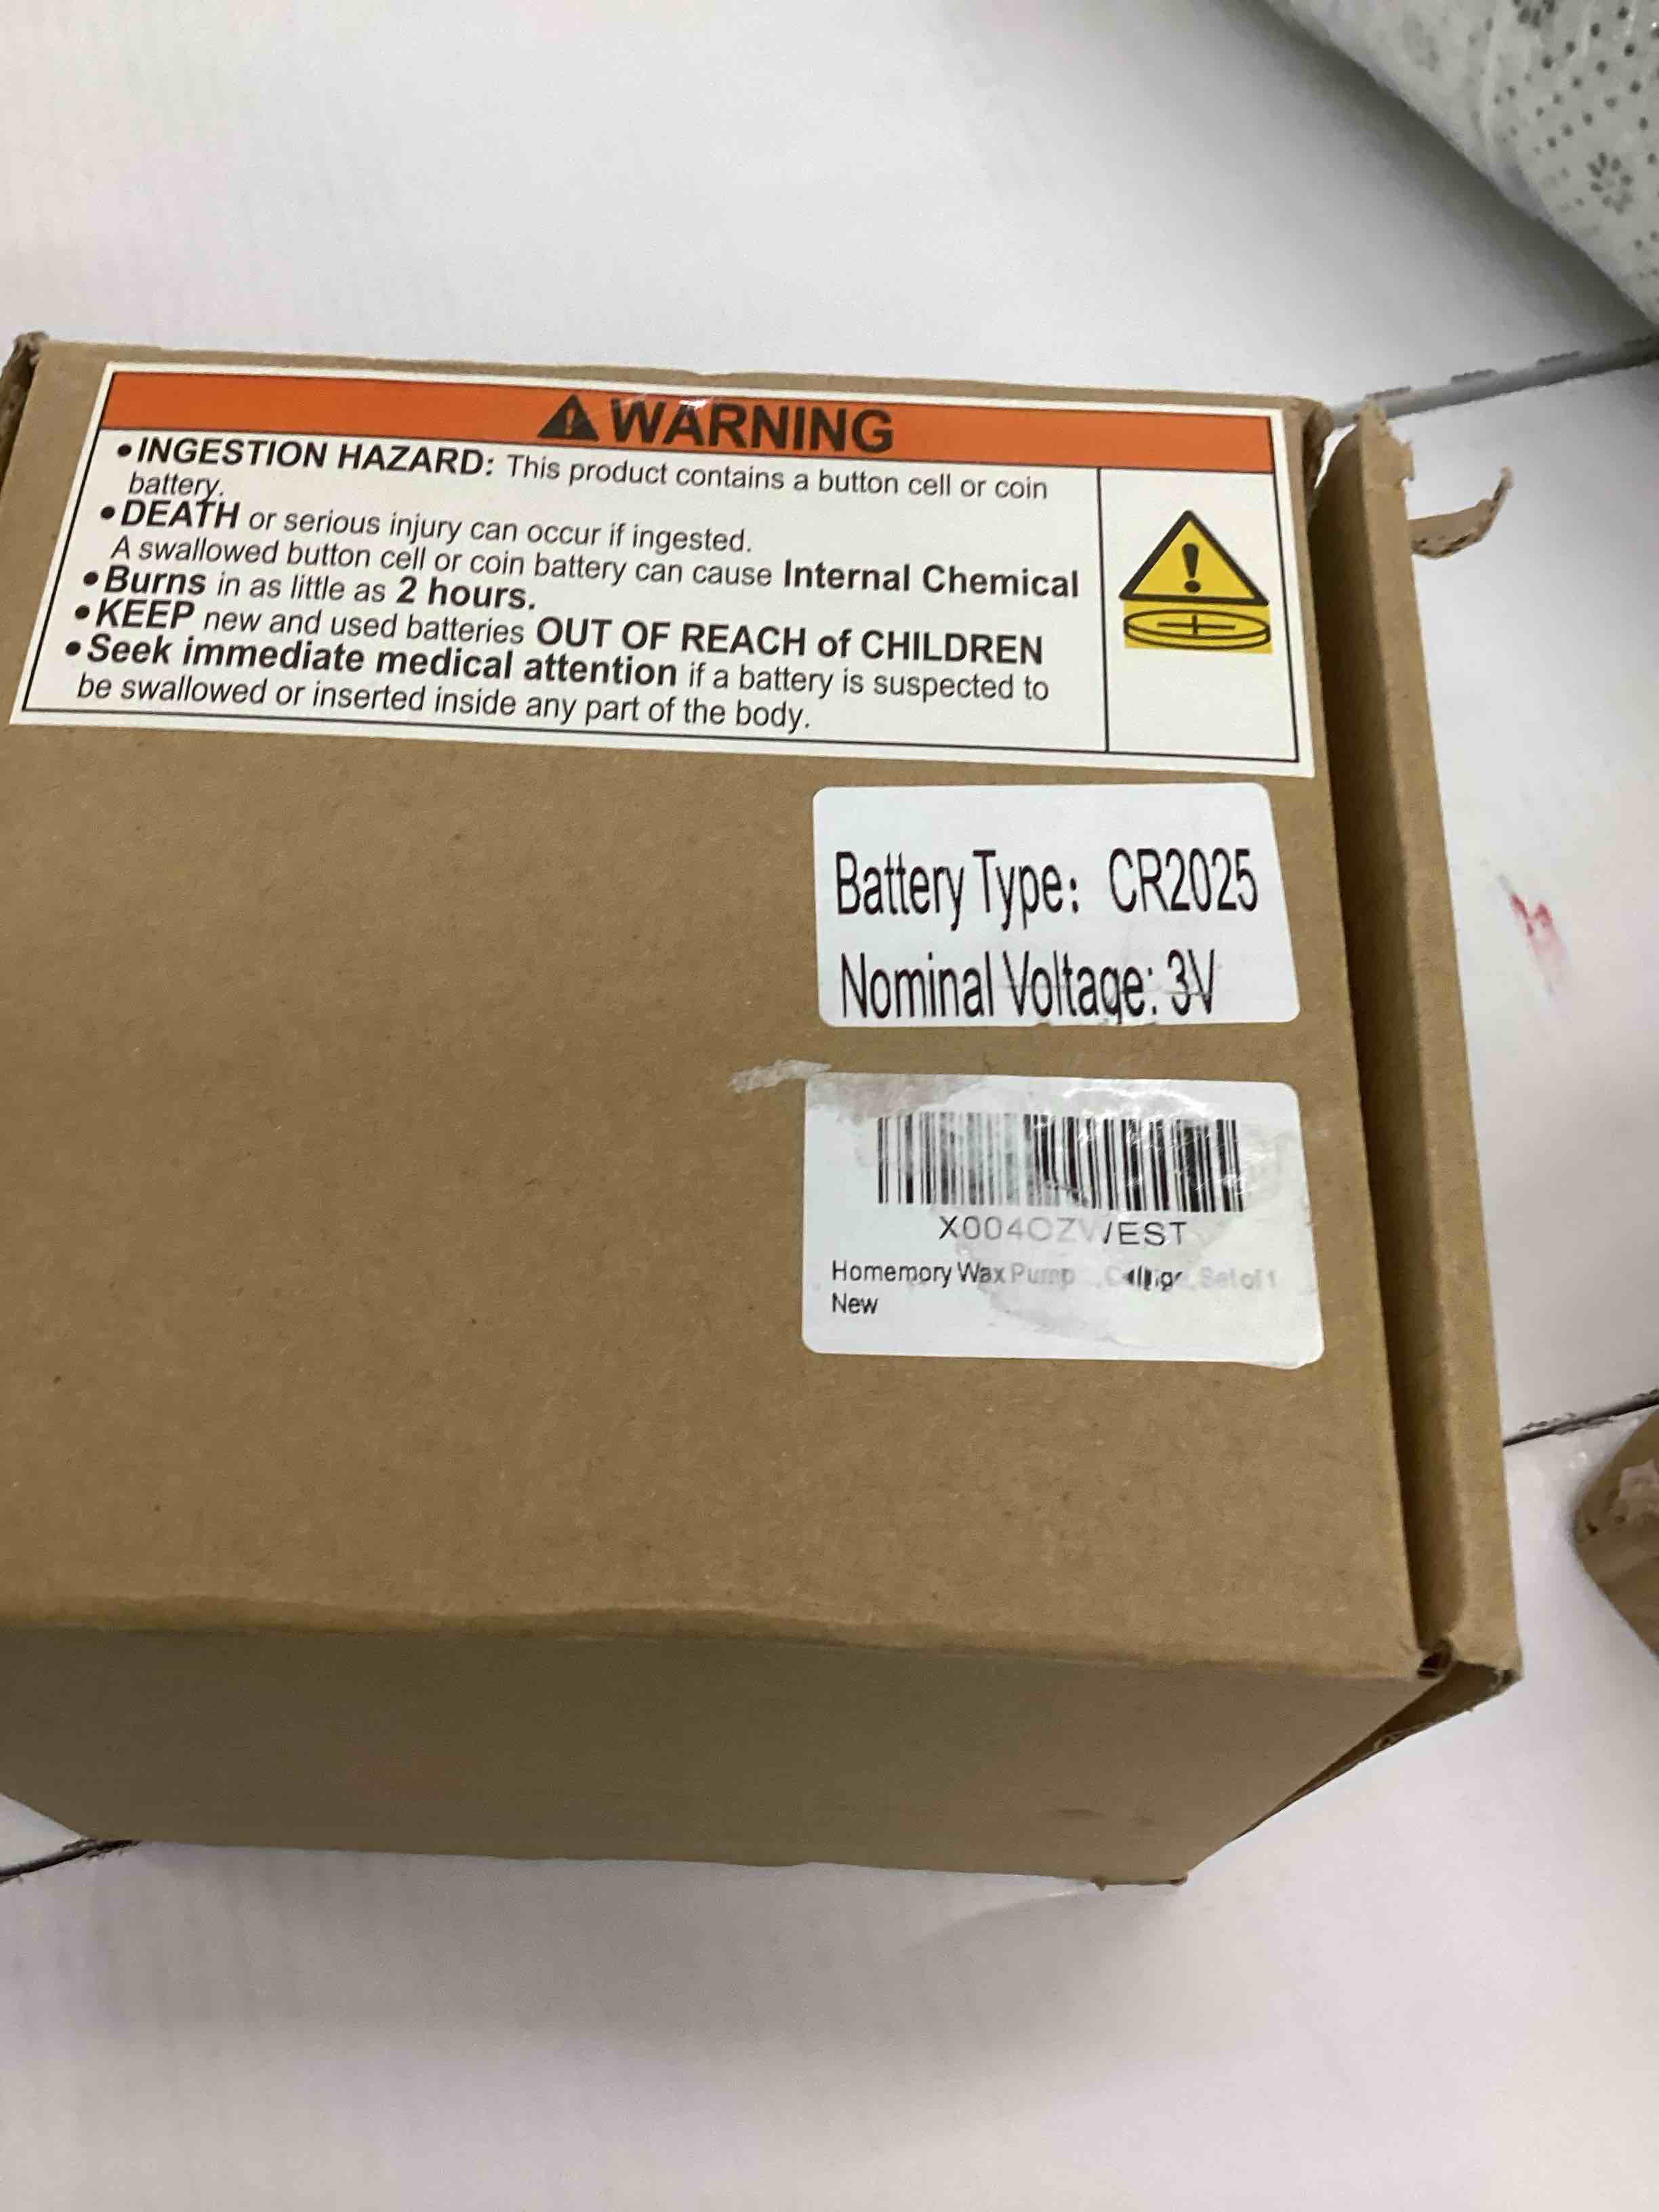 ⚠ WARNING
• INGESTION HAZARD: This product contains a button cell or coin
battery.
• DEATH or serious injury can occur if ingested.
A swallowed button cell or coin battery can cause Internal Chemical
• Burns in as little as 2 hours.
• KEEP new and used batteries OUT OF REACH of CHILDREN
• Seek immediate medical attention if a battery is suspected to
be swallowed or inserted inside any part of the body.
Battery Type: CR2025
Nominal Voltage: 3V
Homemory Wax Pump Set of 1
New